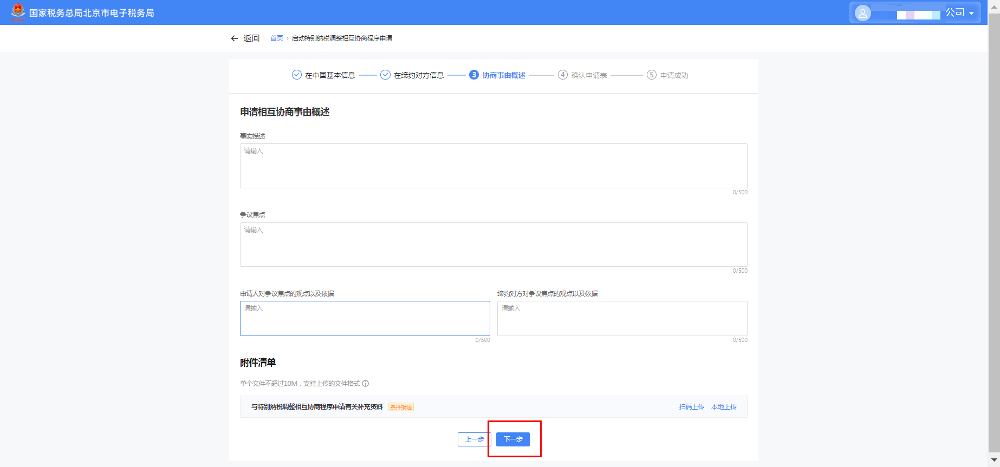 国家税务总局北京市电子税务局
公司
返回 首页 › 启动特别纳税调整相互协商程序申请
在中国基本信息 在缔约对方信息 3 协商事由概述 4 确认申请表 5 申请成功
申请相互协商事由概述
事实描述
请输入
0/500
争议焦点
请输入
0/500
申请人对争议焦点的观点以及依据 缔约对方对争议焦点的观点以及依据
请输入 请输入
0/500 0/500
附件清单
单个文件不超过10M，支持上传的文件格式
与特别纳税调整相互协商程序申请有关补充资料 条件报送 扫码上传 本地上传
上一步 下一步